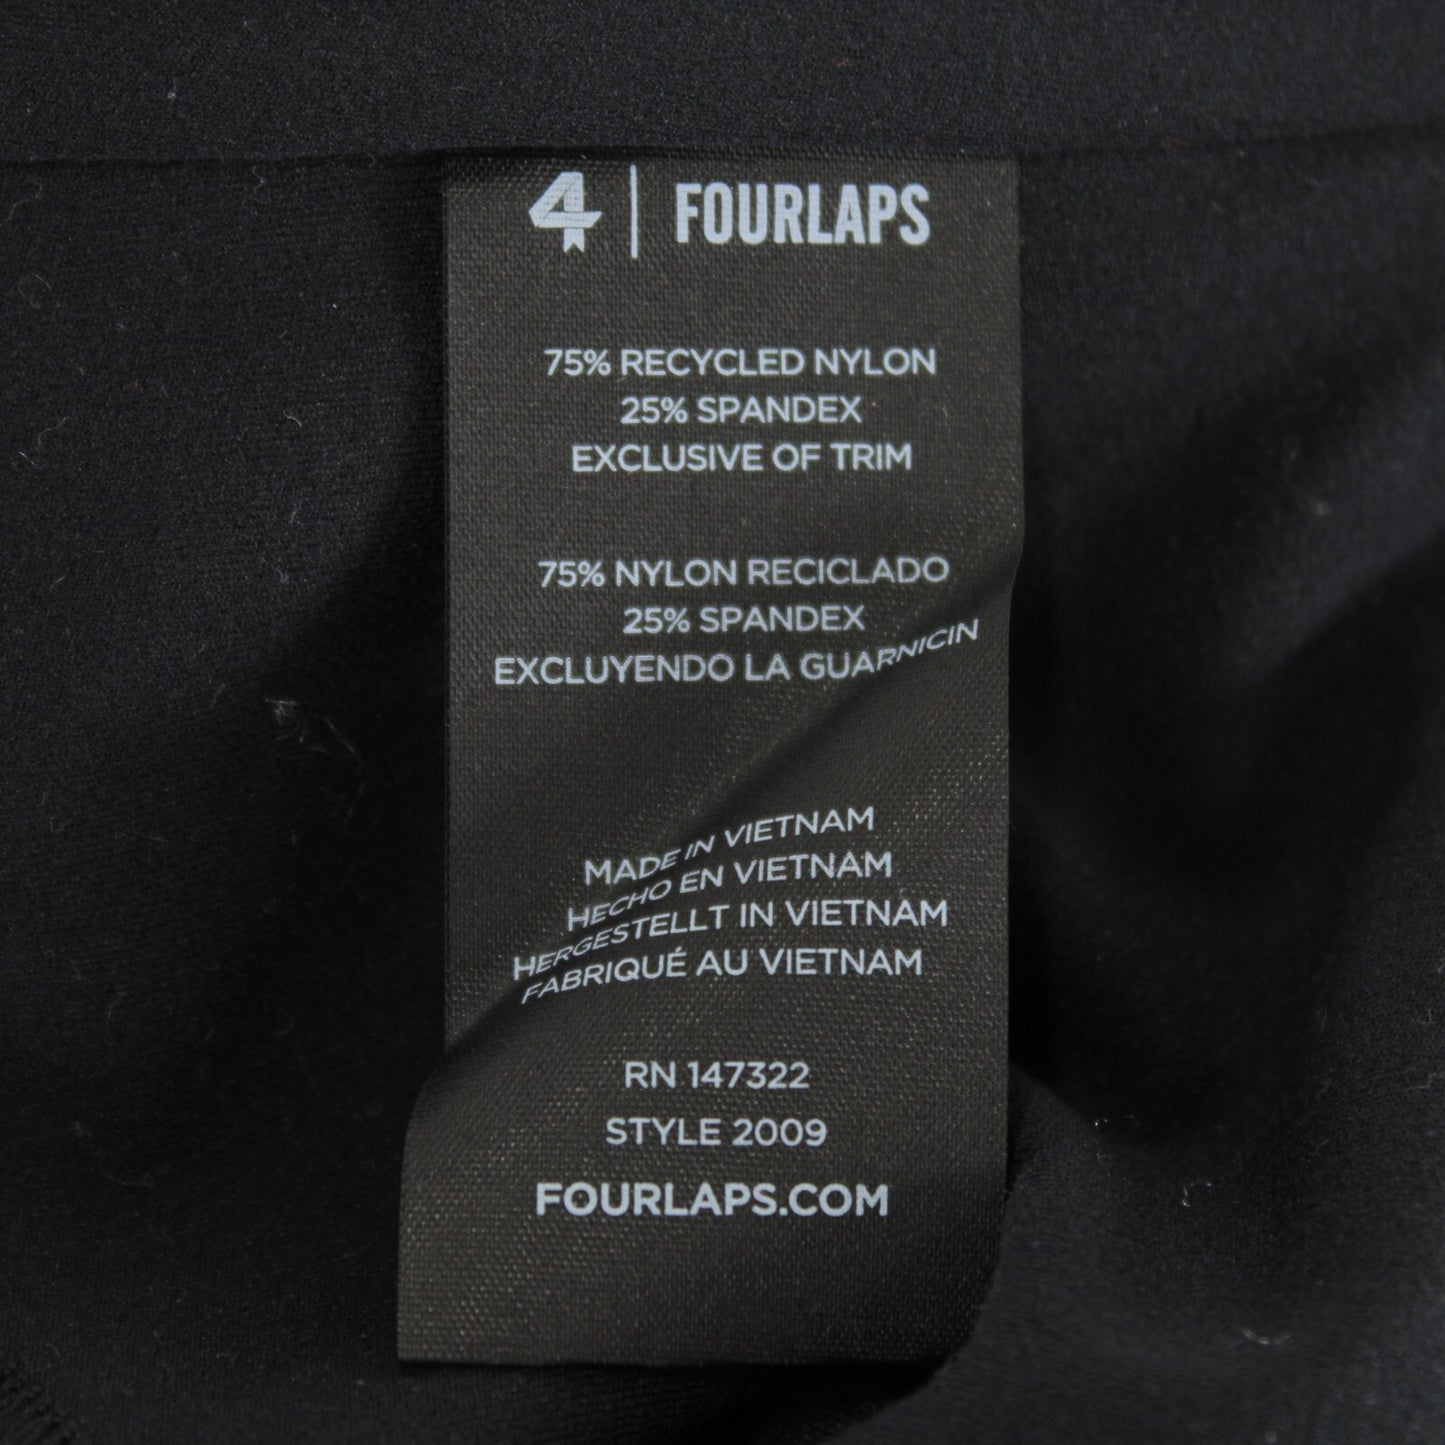 4 | FOURLAPS
75% RECYCLED NYLON
25% SPANDEX
EXCLUSIVE OF TRIM
75% NYLON RECICLADO
25% SPANDEX
EXCLUYENDO LA GUARNICIN
MADE IN VIETNAM
HECHO EN VIETNAM
HERGESTELLT IN VIETNAM
FABRIQUÉ AU VIETNAM
RN 147322
STYLE 2009
FOURLAPS.COM